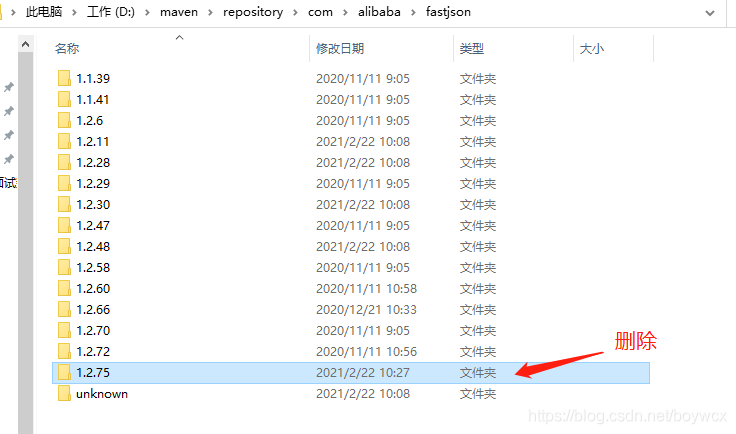 此电脑 › 工作 (D:) › maven › repository › com › alibaba › fastjson
名称 修改日期 类型 大小
1.1.39 2020/11/11 9:05 文件夹
1.1.41 2020/11/11 9:05 文件夹
1.2.6 2020/11/11 9:05 文件夹
1.2.11 2021/2/22 10:08 文件夹
1.2.28 2021/2/22 10:08 文件夹
1.2.29 2020/11/11 9:05 文件夹
1.2.30 2021/2/22 10:08 文件夹
1.2.47 2020/11/11 9:05 文件夹
1.2.48 2021/2/22 10:08 文件夹
1.2.58 2020/11/11 9:05 文件夹
1.2.60 2020/11/11 10:58 文件夹
1.2.66 2020/12/21 10:33 文件夹
1.2.70 2020/11/11 9:05 文件夹
1.2.72 2020/11/11 10:56 文件夹
1.2.75 2021/2/22 10:27 文件夹
unknown 2021/2/22 10:08 文件夹
面试
删除
https://blog.csdn.net/boywcx